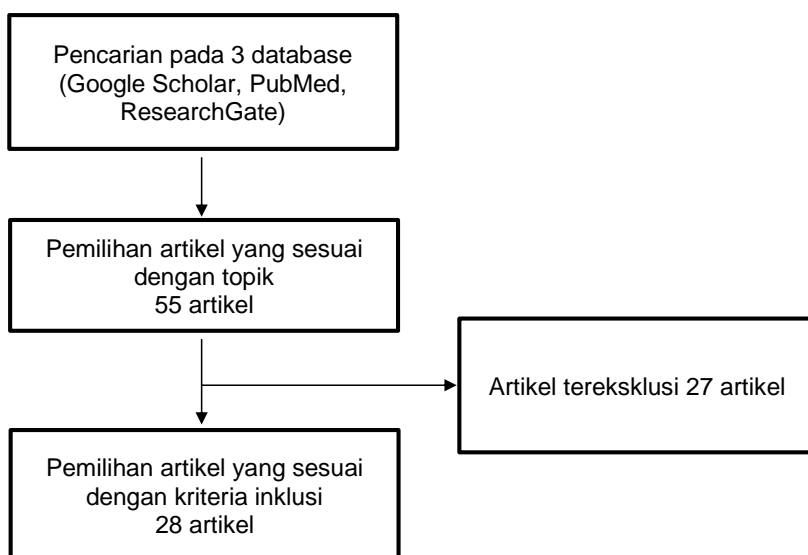 Pencarian pada 3 database
(Google Scholar, PubMed,
ResearchGate)
Pemilihan artikel yang sesuai
dengan topik
55 artikel
Artikel tereksklusi 27 artikel
Pemilihan artikel yang sesuai
dengan kriteria inklusi
28 artikel